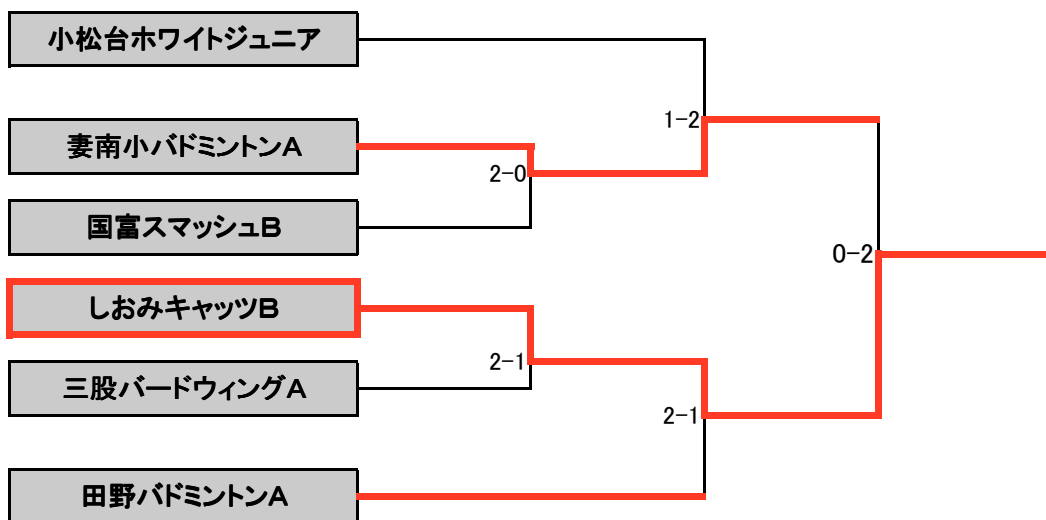 小松台ホワイトジュニア
1-2
妻南小バドミントンA
2-0
国富スマッシュB
0-2
しおみキャッツB
2-1
三股バードウィングA
2-1
田野バドミントンA